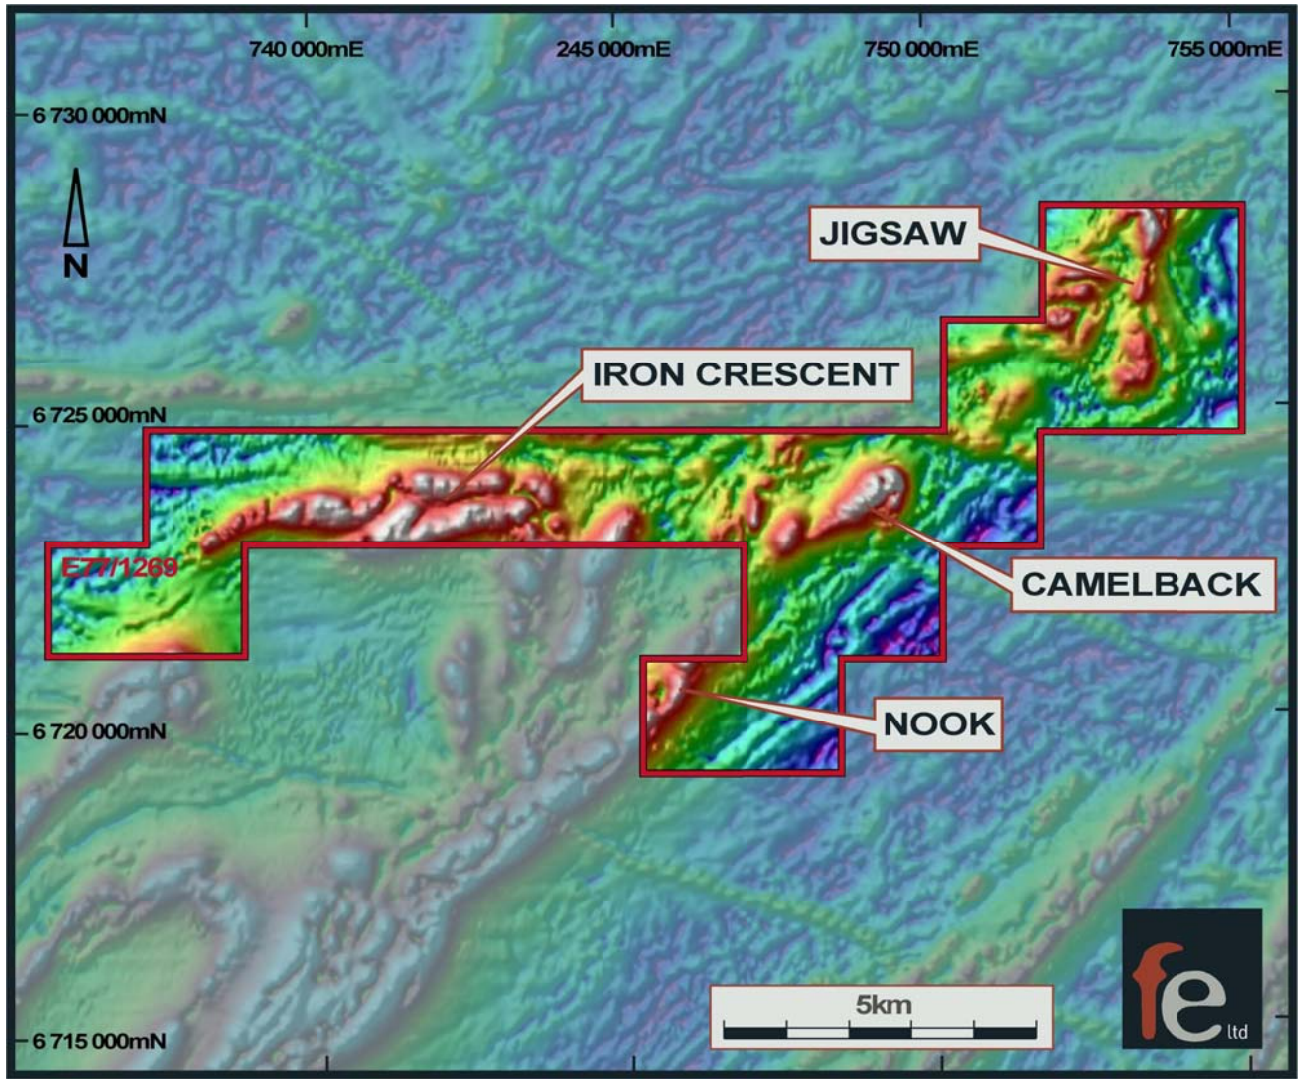 740 000mE 245 000mE 750 000mE 755 000mE
6 730 000mN
N
JIGSAW
IRON CRESCENT
6 725 000mN
E77/1269
CAMELBACK
NOOK
6 720 000mN
5km
fe ltd
6 715 000mN